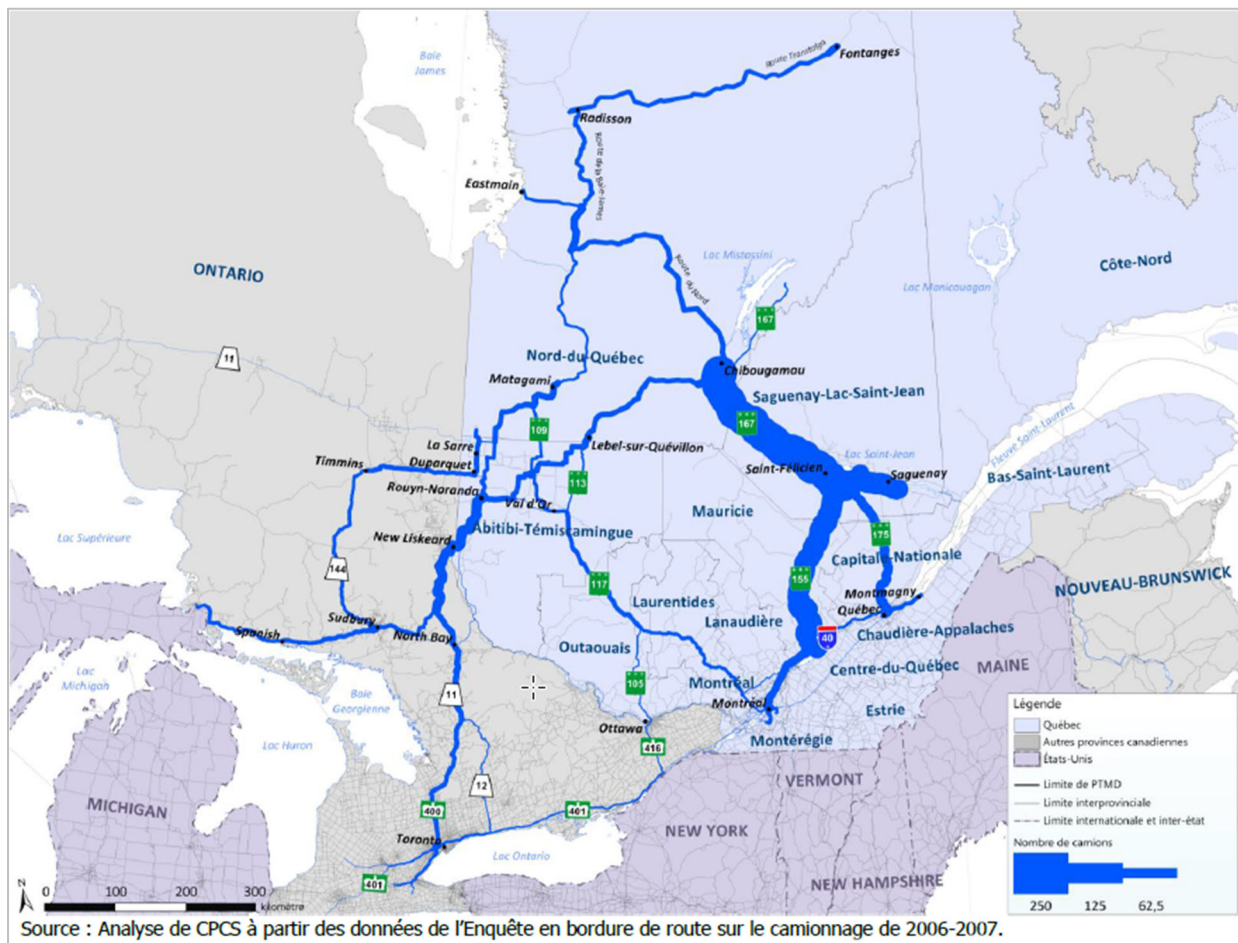 Baie
James
route Transtaïga
Fontanges
Radisson
route de la Baie-James
Eastmain
Lac Mistassini
Côte-Nord
ONTARIO
Route du Nord
Lac Manicouagan
167
11
Nord-du-Québec
Chibougamau
Matagami
Saguenay-Lac-Saint-Jean
Fleuve Saint-Laurent
167
109
La Sarre
Lebel-sur-Quévillon
Lac Saint-Jean
Timmins
Duparquet
Saint-Félicien
Saguenay
Bas-Saint-Laurent
113
Rouyn-Noranda
Val d'Or
Mauricie
Abitibi-Témiscamingue
175
New Liskeard
Lac Supérieure
Capitale-Nationale
144
117
155
NOUVEAU-BRUNSWICK
Laurentides
Montmagny
Québec
Spanish
Sudbury
Lanaudière
Chaudière-Appalaches
North Bay
40
Outaouais
Centre-du-Québec
MAINE
Lac
Michigan
105
Montréal
11
Baie
Georgienne
Montréal
Estrie
Ottawa
Lac Huron
416
Montérégie
12
VERMONT
MICHIGAN
400
401
NEW YORK
Toronto
Lac Ontario
401
NEW HAMPSHIRE
Légende
Québec
Autres provinces canadiennes
États-Unis
Limite de PTMD
Limite interprovinciale
Limite internationale et inter-état
Nombre de camions
250 125 62,5
N
0 100 200 300
kilomètre
Source : Analyse de CPCS à partir des données de l'Enquête en bordure de route sur le camionnage de 2006-2007.